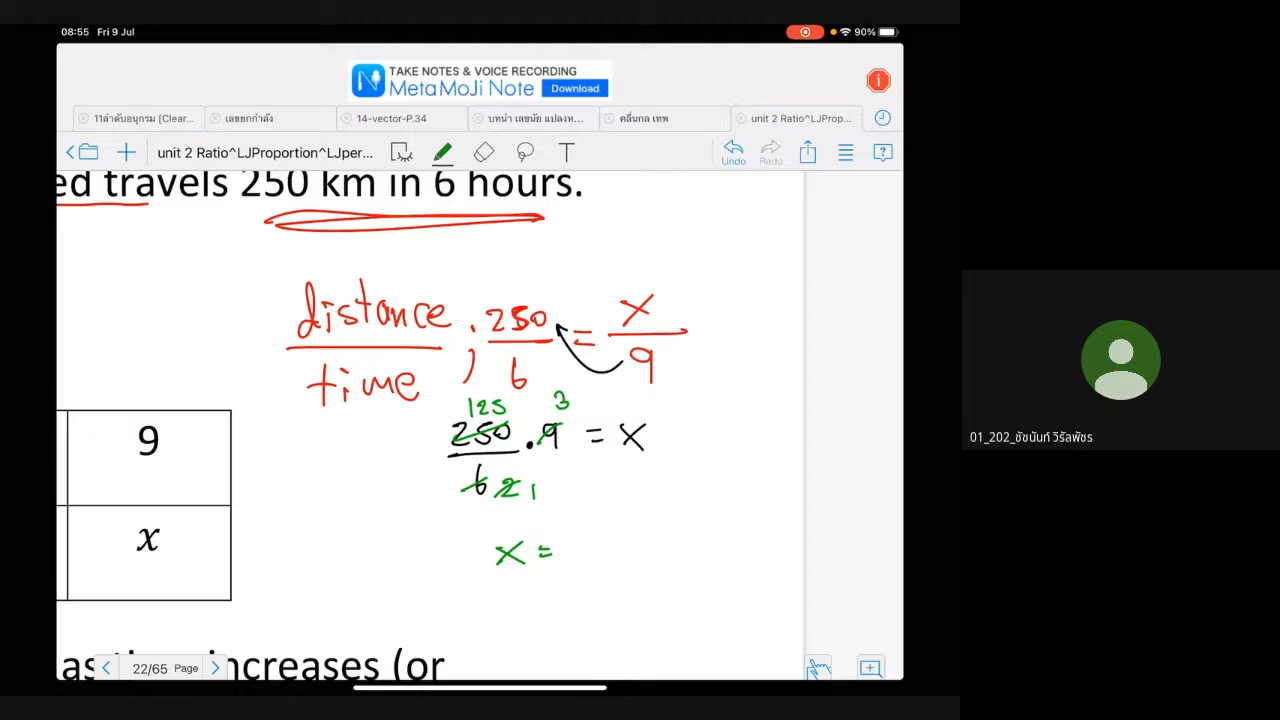 08:55 Fri 9 Jul 90%
TAKE NOTES & VOICE RECORDING
MetaMoJi Note Download
11ลำดับอนุกรม [Clear... เลขยกกำลัง 14-vector-P.34 บทนำ เลขนัย แปลงห... คลื่นกล เทพ unit 2 Ratio^LJProp...
unit 2 Ratio^LJProportion^LJper... T Undo Redo
ed travels 250 km in 6 hours.
distance ; 250 = x
time 6 9
125 3
250 . 9 = x
6 2 1
x =
9
x
01_202_ชัชนันท์ วิรัลพัชร
as the increases (or
22/65 Page